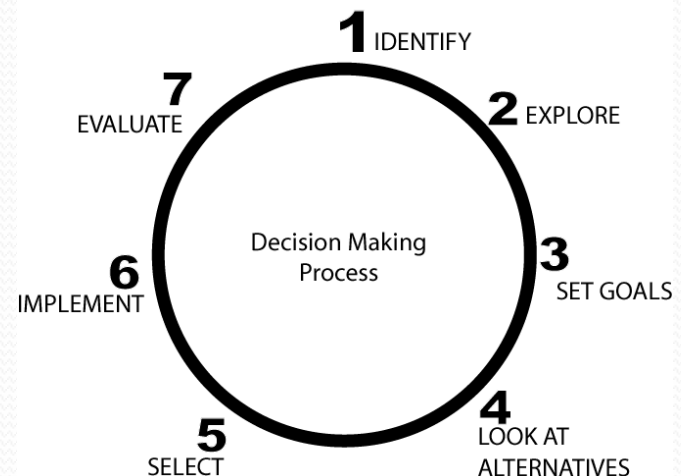 1 IDENTIFY
2 EXPLORE
3
SET GOALS
4
LOOK AT
ALTERNATIVES
5
SELECT
6
IMPLEMENT
7
EVALUATE
Decision Making
Process